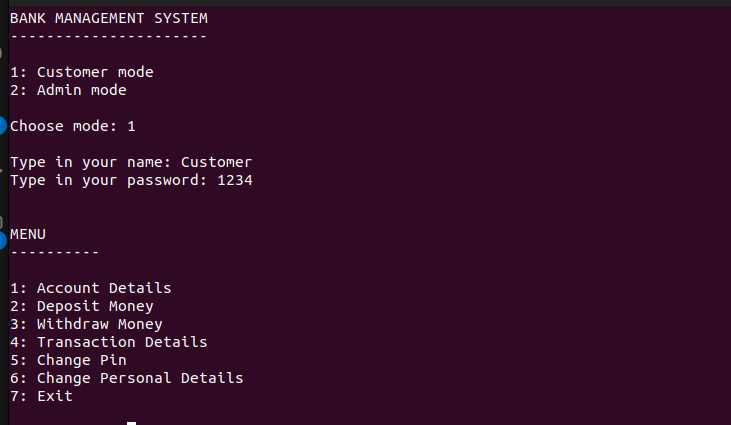 BANK MANAGEMENT SYSTEM
----------------------
1: Customer mode
2: Admin mode
Choose mode: 1
Type in your name: Customer
Type in your password: 1234
MENU
----------
1: Account Details
2: Deposit Money
3: Withdraw Money
4: Transaction Details
5: Change Pin
6: Change Personal Details
7: Exit